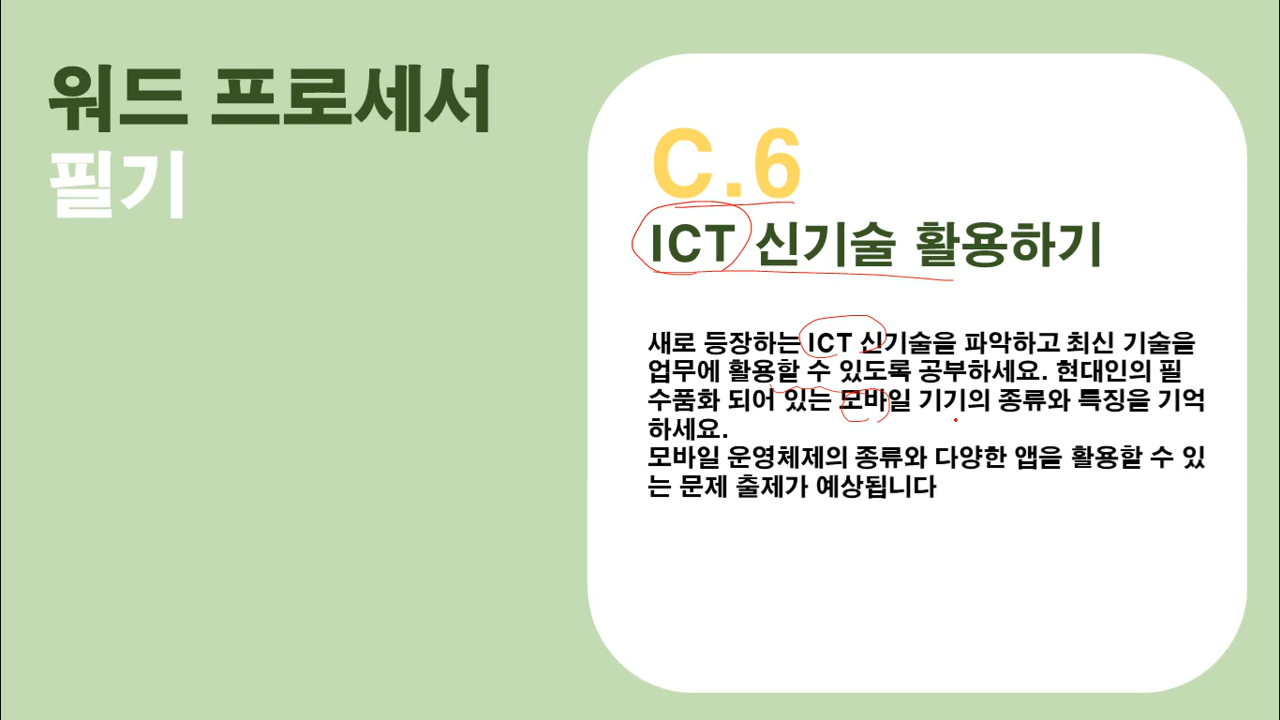 워드 프로세서
필기
C.6
ICT 신기술 활용하기
새로 등장하는 ICT 신기술을 파악하고 최신 기술을
업무에 활용할 수 있도록 공부하세요. 현대인의 필
수품화 되어 있는 모바일 기기의 종류와 특징을 기억
하세요.
모바일 운영체제의 종류와 다양한 앱을 활용할 수 있
는 문제 출제가 예상됩니다